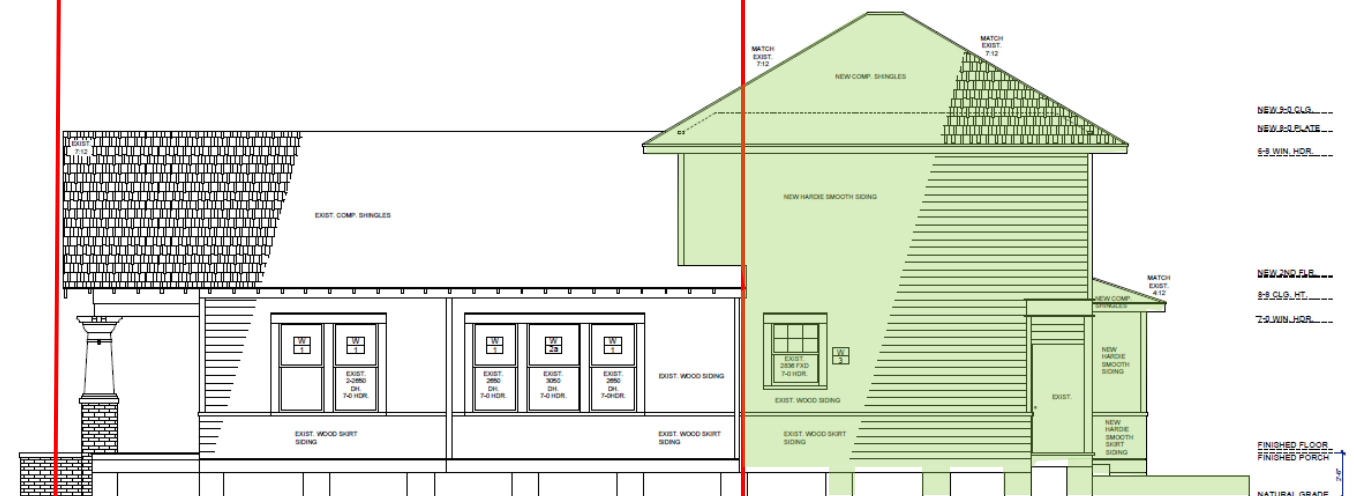 MATCH
EXIST.
7:12
MATCH
EXIST.
7:12
NEW COMP. SHINGLES
NEW 9-0 CLG.
NEW 9-0 PLATE
6-8 WIN. HDR.
EXIST.
7:12
NEW HARDIE SMOOTH SIDING
EXIST. COMP. SHINGLES
NEW 2ND FLR.
8-8 CLG. HT.
7-0 WIN. HDR.
MATCH
EXIST.
4:12
NEW COMP.
SHINGLES
W
1
W
1
W
1
W
2a
W
1
W
3
EXIST.
2-2650
DH.
7-0 HDR.
EXIST.
2650
DH.
7-0 HDR.
EXIST.
3050
DH.
7-0 HDR.
EXIST.
2650
DH.
7-0HDR.
EXIST.
2836 FXD
7-0 HDR.
EXIST. WOOD SIDING
EXIST. WOOD SIDING
EXIST.
NEW
HARDIE
SMOOTH
SIDING
EXIST. WOOD SKIRT
SIDING
EXIST. WOOD SKIRT
SIDING
EXIST. WOOD SKIRT
SIDING
NEW
HARDIE
SMOOTH
SKIRT
SIDING
FINISHED FLOOR
FINISHED PORCH
2'-6"
NATURAL GRADE